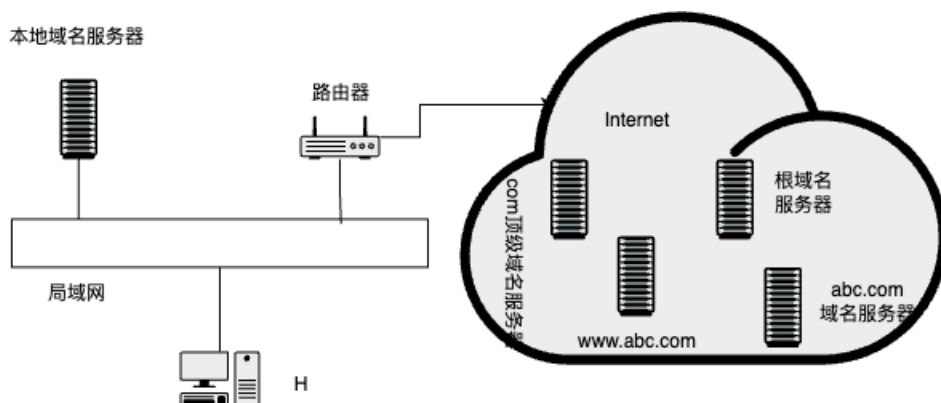 本地域名服务器
路由器
Internet
com顶级域名服务器
根域名
服务器
abc.com
域名服务器
www.abc.com
局域网
H